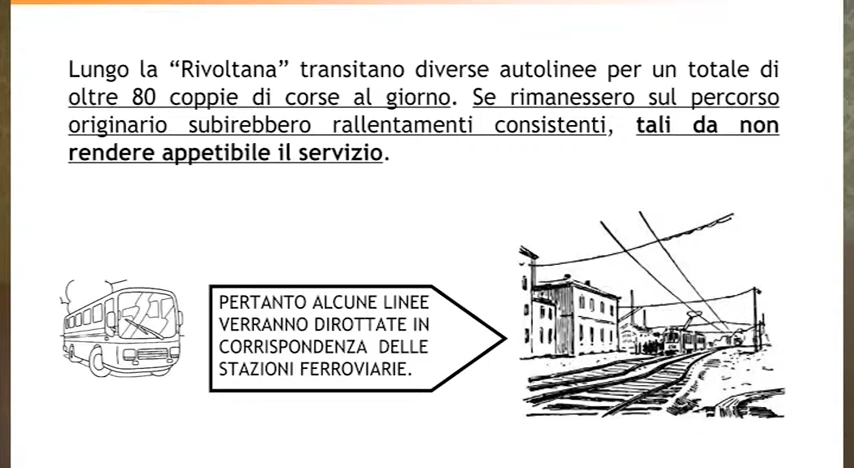 Lungo la “Rivoltana” transitano diverse autolinee per un totale di
oltre 80 coppie di corse al giorno. Se rimanessero sul percorso
originario subirebbero rallentamenti consistenti, tali da non
rendere appetibile il servizio.
PERTANTO ALCUNE LINEE
VERRANNO DIROTTATE IN
CORRISPONDENZA DELLE
STAZIONI FERROVIARIE.